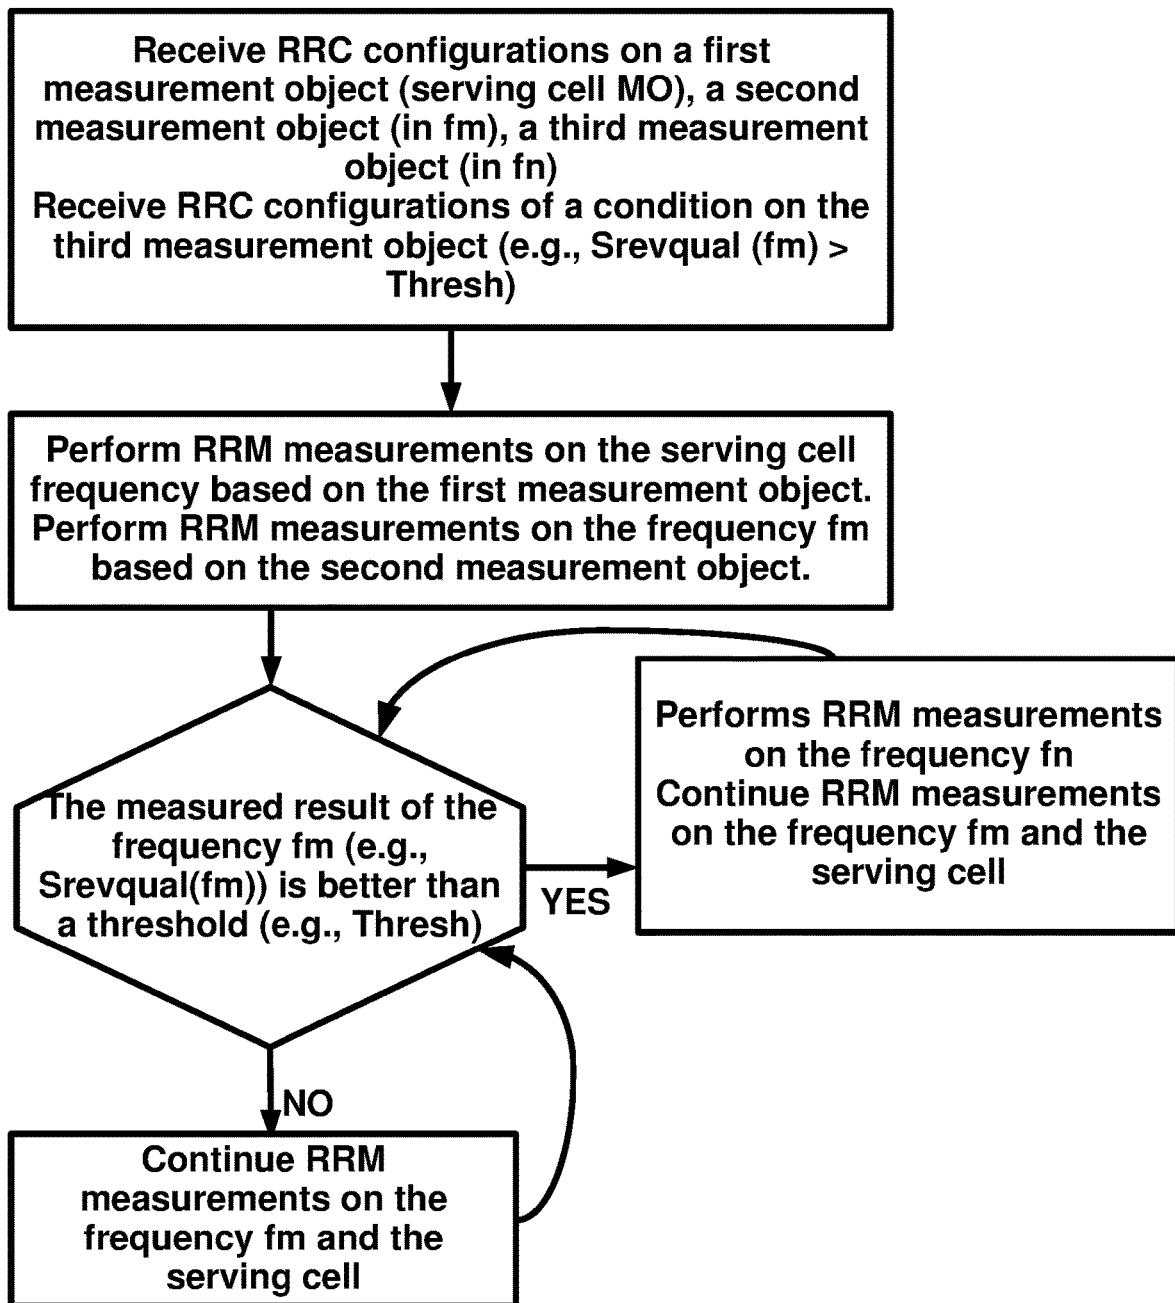 Receive RRC configurations on a first
measurement object (serving cell MO), a second
measurement object (in fm), a third measurement
object (in fn)
Receive RRC configurations of a condition on the
third measurement object (e.g., Srevqual (fm) >
Thresh)
Perform RRM measurements on the serving cell
frequency based on the first measurement object.
Perform RRM measurements on the frequency fm
based on the second measurement object.
The measured result of the
frequency fm (e.g.,
Srevqual(fm)) is better than
a threshold (e.g., Thresh)
YES
Performs RRM measurements
on the frequency fn
Continue RRM measurements
on the frequency fm and the
serving cell
NO
Continue RRM
measurements on the
frequency fm and the
serving cell